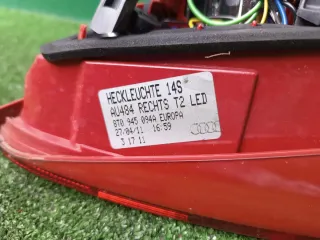 HECKLEUCHTE 14S
AU484 RECHTS T2 LED
8T0 945 094A EUROPA
27/04/11 16:59
3 17 11